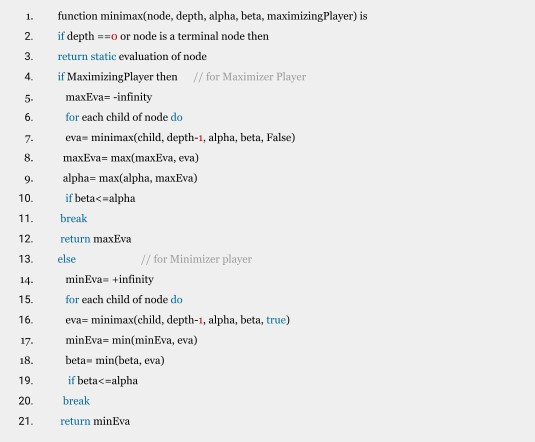 1. function minimax(node, depth, alpha, beta, maximizingPlayer) is
2. if depth ==0 or node is a terminal node then
3. return static evaluation of node
4. if MaximizingPlayer then // for Maximizer Player
5. maxEva= -infinity
6. for each child of node do
7. eva= minimax(child, depth-1, alpha, beta, False)
8. maxEva= max(maxEva, eva)
9. alpha= max(alpha, maxEva)
10. if beta<=alpha
11. break
12. return maxEva
13. else // for Minimizer player
14. minEva= +infinity
15. for each child of node do
16. eva= minimax(child, depth-1, alpha, beta, true)
17. minEva= min(minEva, eva)
18. beta= min(beta, eva)
19. if beta<=alpha
20. break
21. return minEva